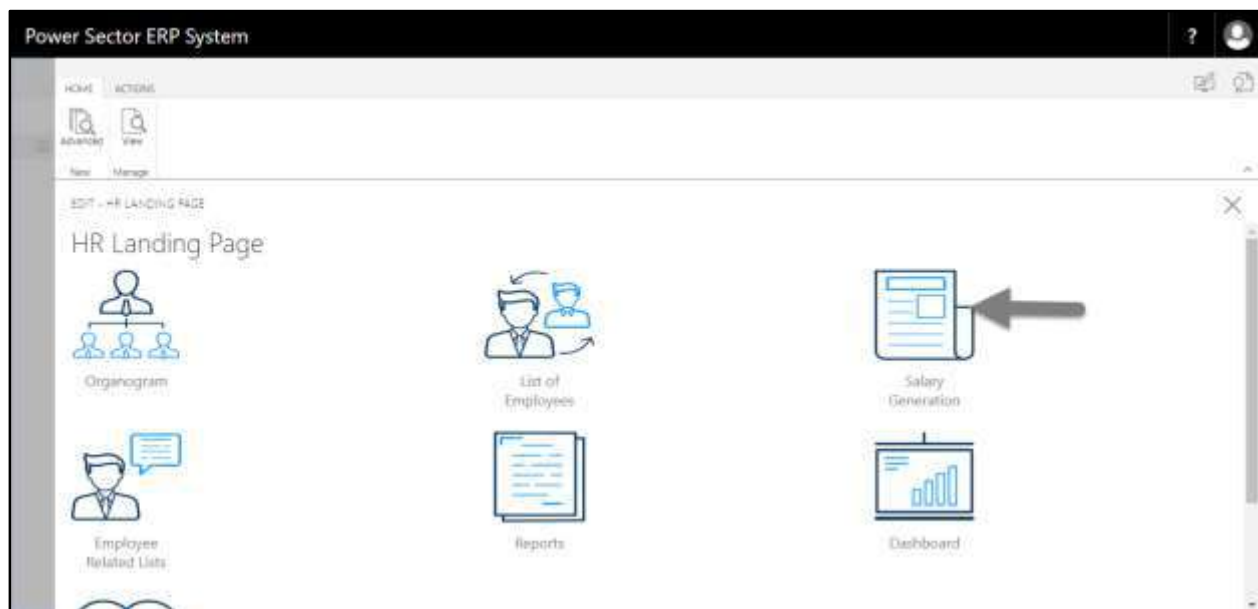 Power Sector ERP System
?
HOME ACTIONS
Advanced View
New Manage
EDIT - HR LANDING PAGE
HR Landing Page
Organogram
List of
Employees
Salary
Generation
Employee
Related Lists
Reports
Dashboard